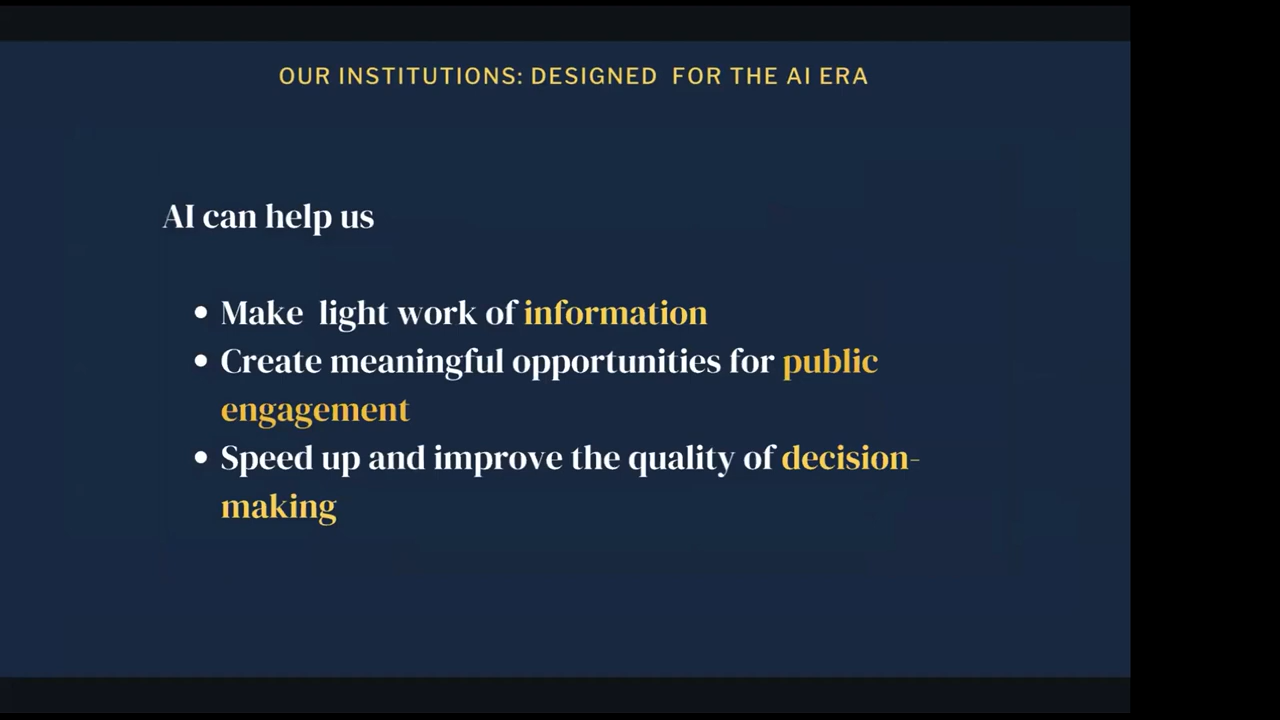 OUR INSTITUTIONS: DESIGNED  FOR THE AI ERA
AI can help us
• Make  light work of information
• Create meaningful opportunities for public
engagement
• Speed up and improve the quality of decision-
making